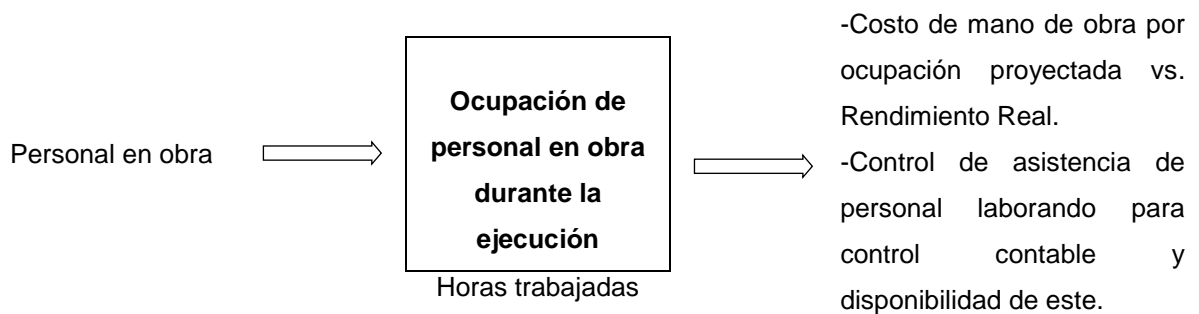 Personal en obra
Ocupación de
personal en obra
durante la
ejecución
Horas trabajadas
-Costo de mano de obra por
ocupación proyectada vs.
Rendimiento Real.
-Control de asistencia de
personal laborando para
control contable y
disponibilidad de este.